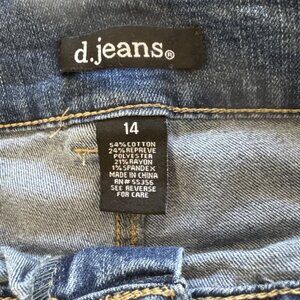 d.jeans®
14
54% COTTON
24% REPREVE
POLYESTER
21% RAYON
1% SPANDEX
MADE IN CHINA
RN# 55356
SEE REVERSE
FOR CARE